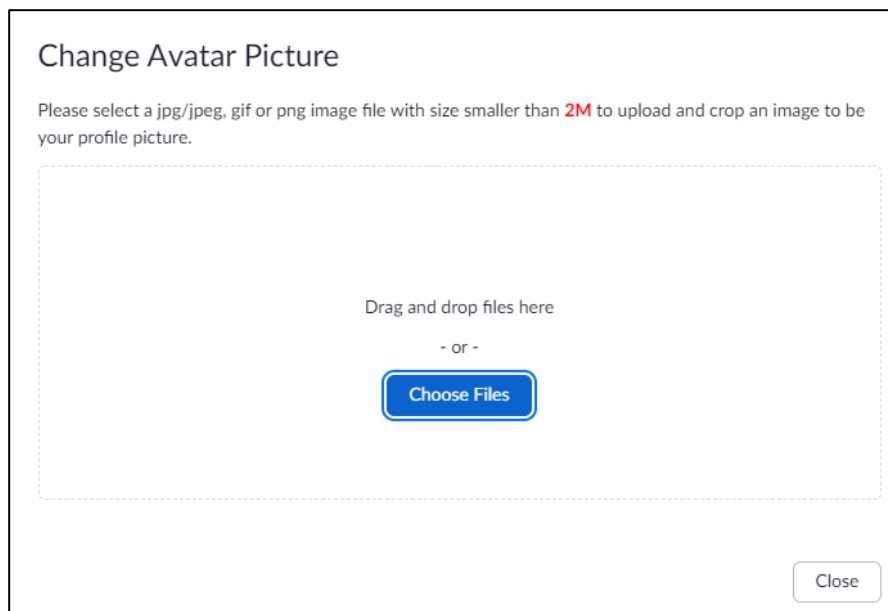 Change Avatar Picture
Please select a jpg/jpeg, gif or png image file with size smaller than 2M to upload and crop an image to be
your profile picture.
Drag and drop files here
- or -
Choose Files
Close